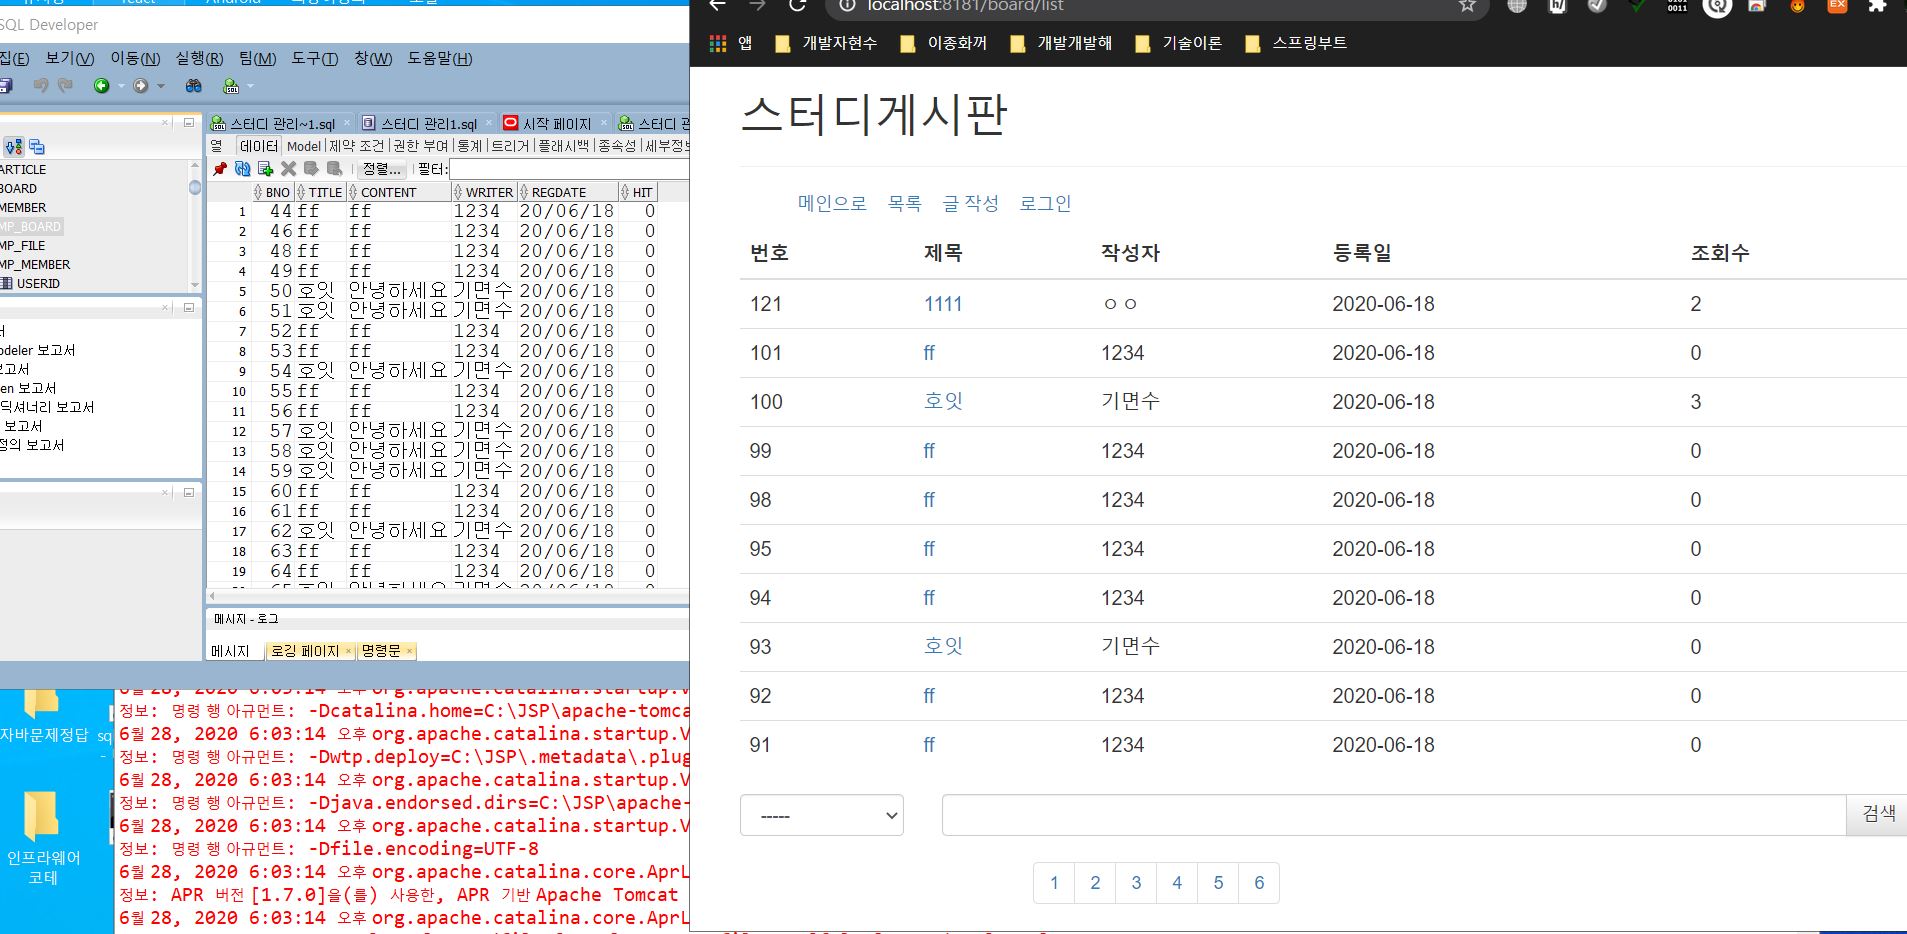 SQL Developer
집(E) 보기(V) 이동(N) 실행(R) 팀(M) 도구(T) 창(W) 도움말(H)
ARTICLE
BOARD
MEMBER
MP_BOARD
MP_FILE
MP_MEMBER
USERID
odeler 보고서
보고서
en 보고서
딕셔너리 보고서
보고서
정의 보고서
스터디 관리~1.sql 스터디 관리1.sql 시작 페이지 스터디 관
열 데이터 Model 제약 조건 권한 부여 통계 트리거 플래시백 종속성 세부정보
정렬... 필터:
BNO TITLE CONTENT WRITER REGDATE HIT
1 44 ff ff 1234 20/06/18 0
2 46 ff ff 1234 20/06/18 0
3 48 ff ff 1234 20/06/18 0
4 49 ff ff 1234 20/06/18 0
5 50 호잇 안녕하세요 기면수 20/06/18 0
6 51 호잇 안녕하세요 기면수 20/06/18 0
7 52 ff ff 1234 20/06/18 0
8 53 ff ff 1234 20/06/18 0
9 54 호잇 안녕하세요 기면수 20/06/18 0
10 55 ff ff 1234 20/06/18 0
11 56 ff ff 1234 20/06/18 0
12 57 호잇 안녕하세요 기면수 20/06/18 0
13 58 호잇 안녕하세요 기면수 20/06/18 0
14 59 호잇 안녕하세요 기면수 20/06/18 0
15 60 ff ff 1234 20/06/18 0
16 61 ff ff 1234 20/06/18 0
17 62 호잇 안녕하세요 기면수 20/06/18 0
18 63 ff ff 1234 20/06/18 0
19 64 ff ff 1234 20/06/18 0
메시지 - 로그
메시지 로깅 페이지 명령문
자바문제정답 sq
인프라웨어
코테
6월 28, 2020 6:03:14 오후 org.apache.catalina.startup.V
정보: 명령 행 아규먼트: -Dcatalina.home=C:\JSP\apache-tomca
6월 28, 2020 6:03:14 오후 org.apache.catalina.startup.V
정보: 명령 행 아규먼트: -Dwtp.deploy=C:\JSP\.metadata\.plug
6월 28, 2020 6:03:14 오후 org.apache.catalina.startup.V
정보: 명령 행 아규먼트: -Djava.endorsed.dirs=C:\JSP\apache-
6월 28, 2020 6:03:14 오후 org.apache.catalina.startup.V
정보: 명령 행 아규먼트: -Dfile.encoding=UTF-8
6월 28, 2020 6:03:14 오후 org.apache.catalina.core.AprL
정보: APR 버전 [1.7.0]을(를) 사용한, APR 기반 Apache Tomcat
6월 28, 2020 6:03:14 오후 org.apache.catalina.core.AprL
localhost:8181/board/list
앱 개발자현수 이종화꺼 개발개발해 기술이론 스프링부트
스터디게시판
메인으로 목록 글 작성 로그인
번호 제목 작성자 등록일 조회수
121 1111 ㅇㅇ 2020-06-18 2
101 ff 1234 2020-06-18 0
100 호잇 기면수 2020-06-18 3
99 ff 1234 2020-06-18 0
98 ff 1234 2020-06-18 0
95 ff 1234 2020-06-18 0
94 ff 1234 2020-06-18 0
93 호잇 기면수 2020-06-18 0
92 ff 1234 2020-06-18 0
91 ff 1234 2020-06-18 0
----- 검색
1 2 3 4 5 6